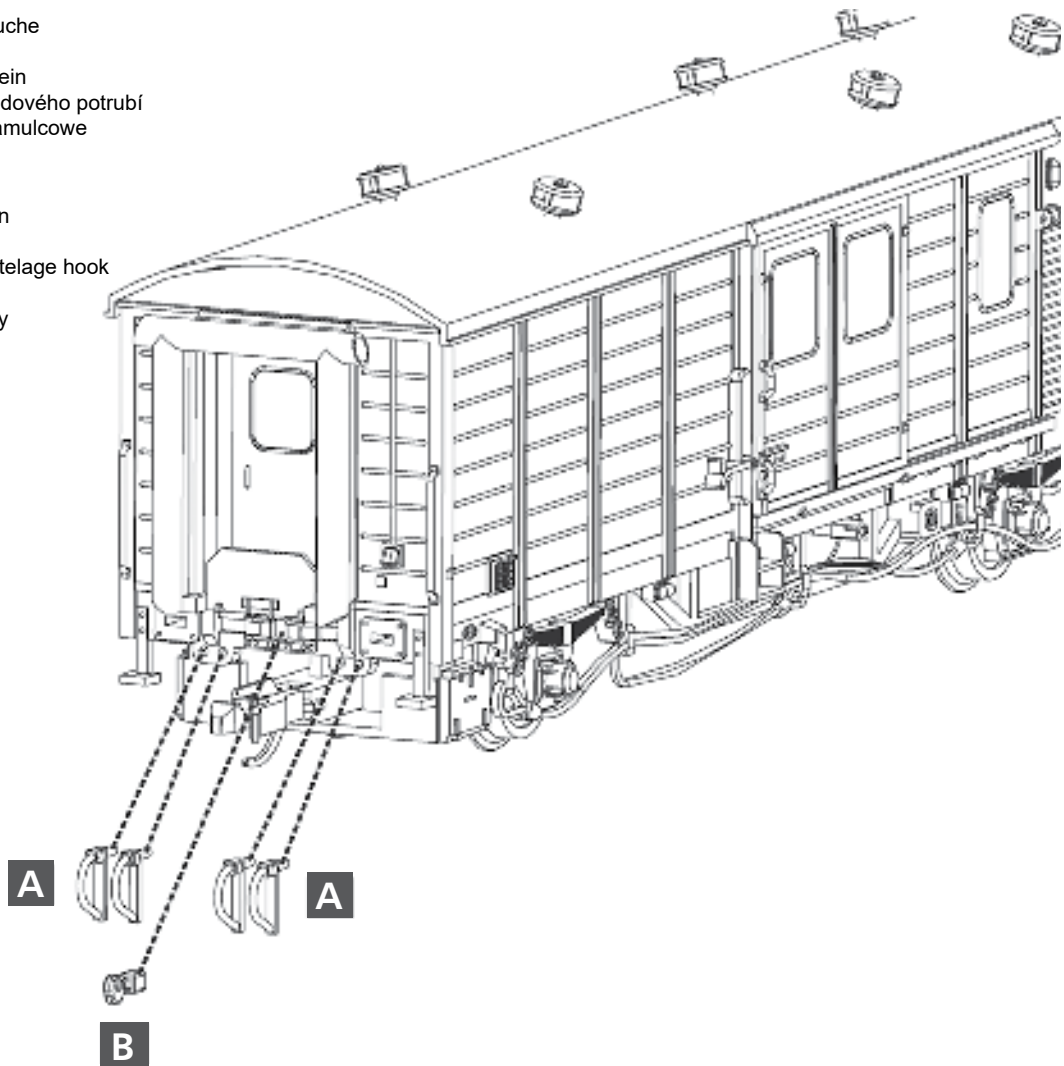 uche
ein
dového potrubí
amulcowe
n
telage hook
y
A
A
B